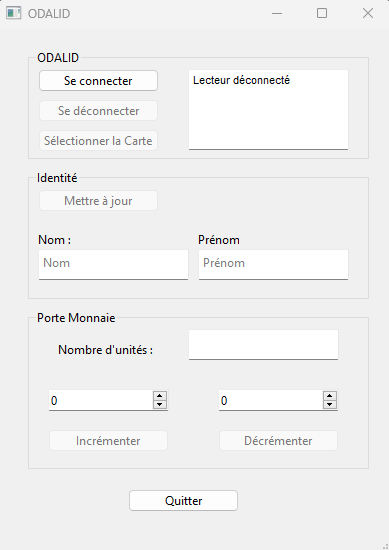 ODALID
ODALID
Se connecter
Lecteur déconnecté
Se déconnecter
Sélectionner la Carte
Identité
Mettre à jour
Nom :
Prénom
Nom
Prénom
Porte Monnaie
Nombre d'unités :
0
0
Incrémenter
Décrémenter
Quitter